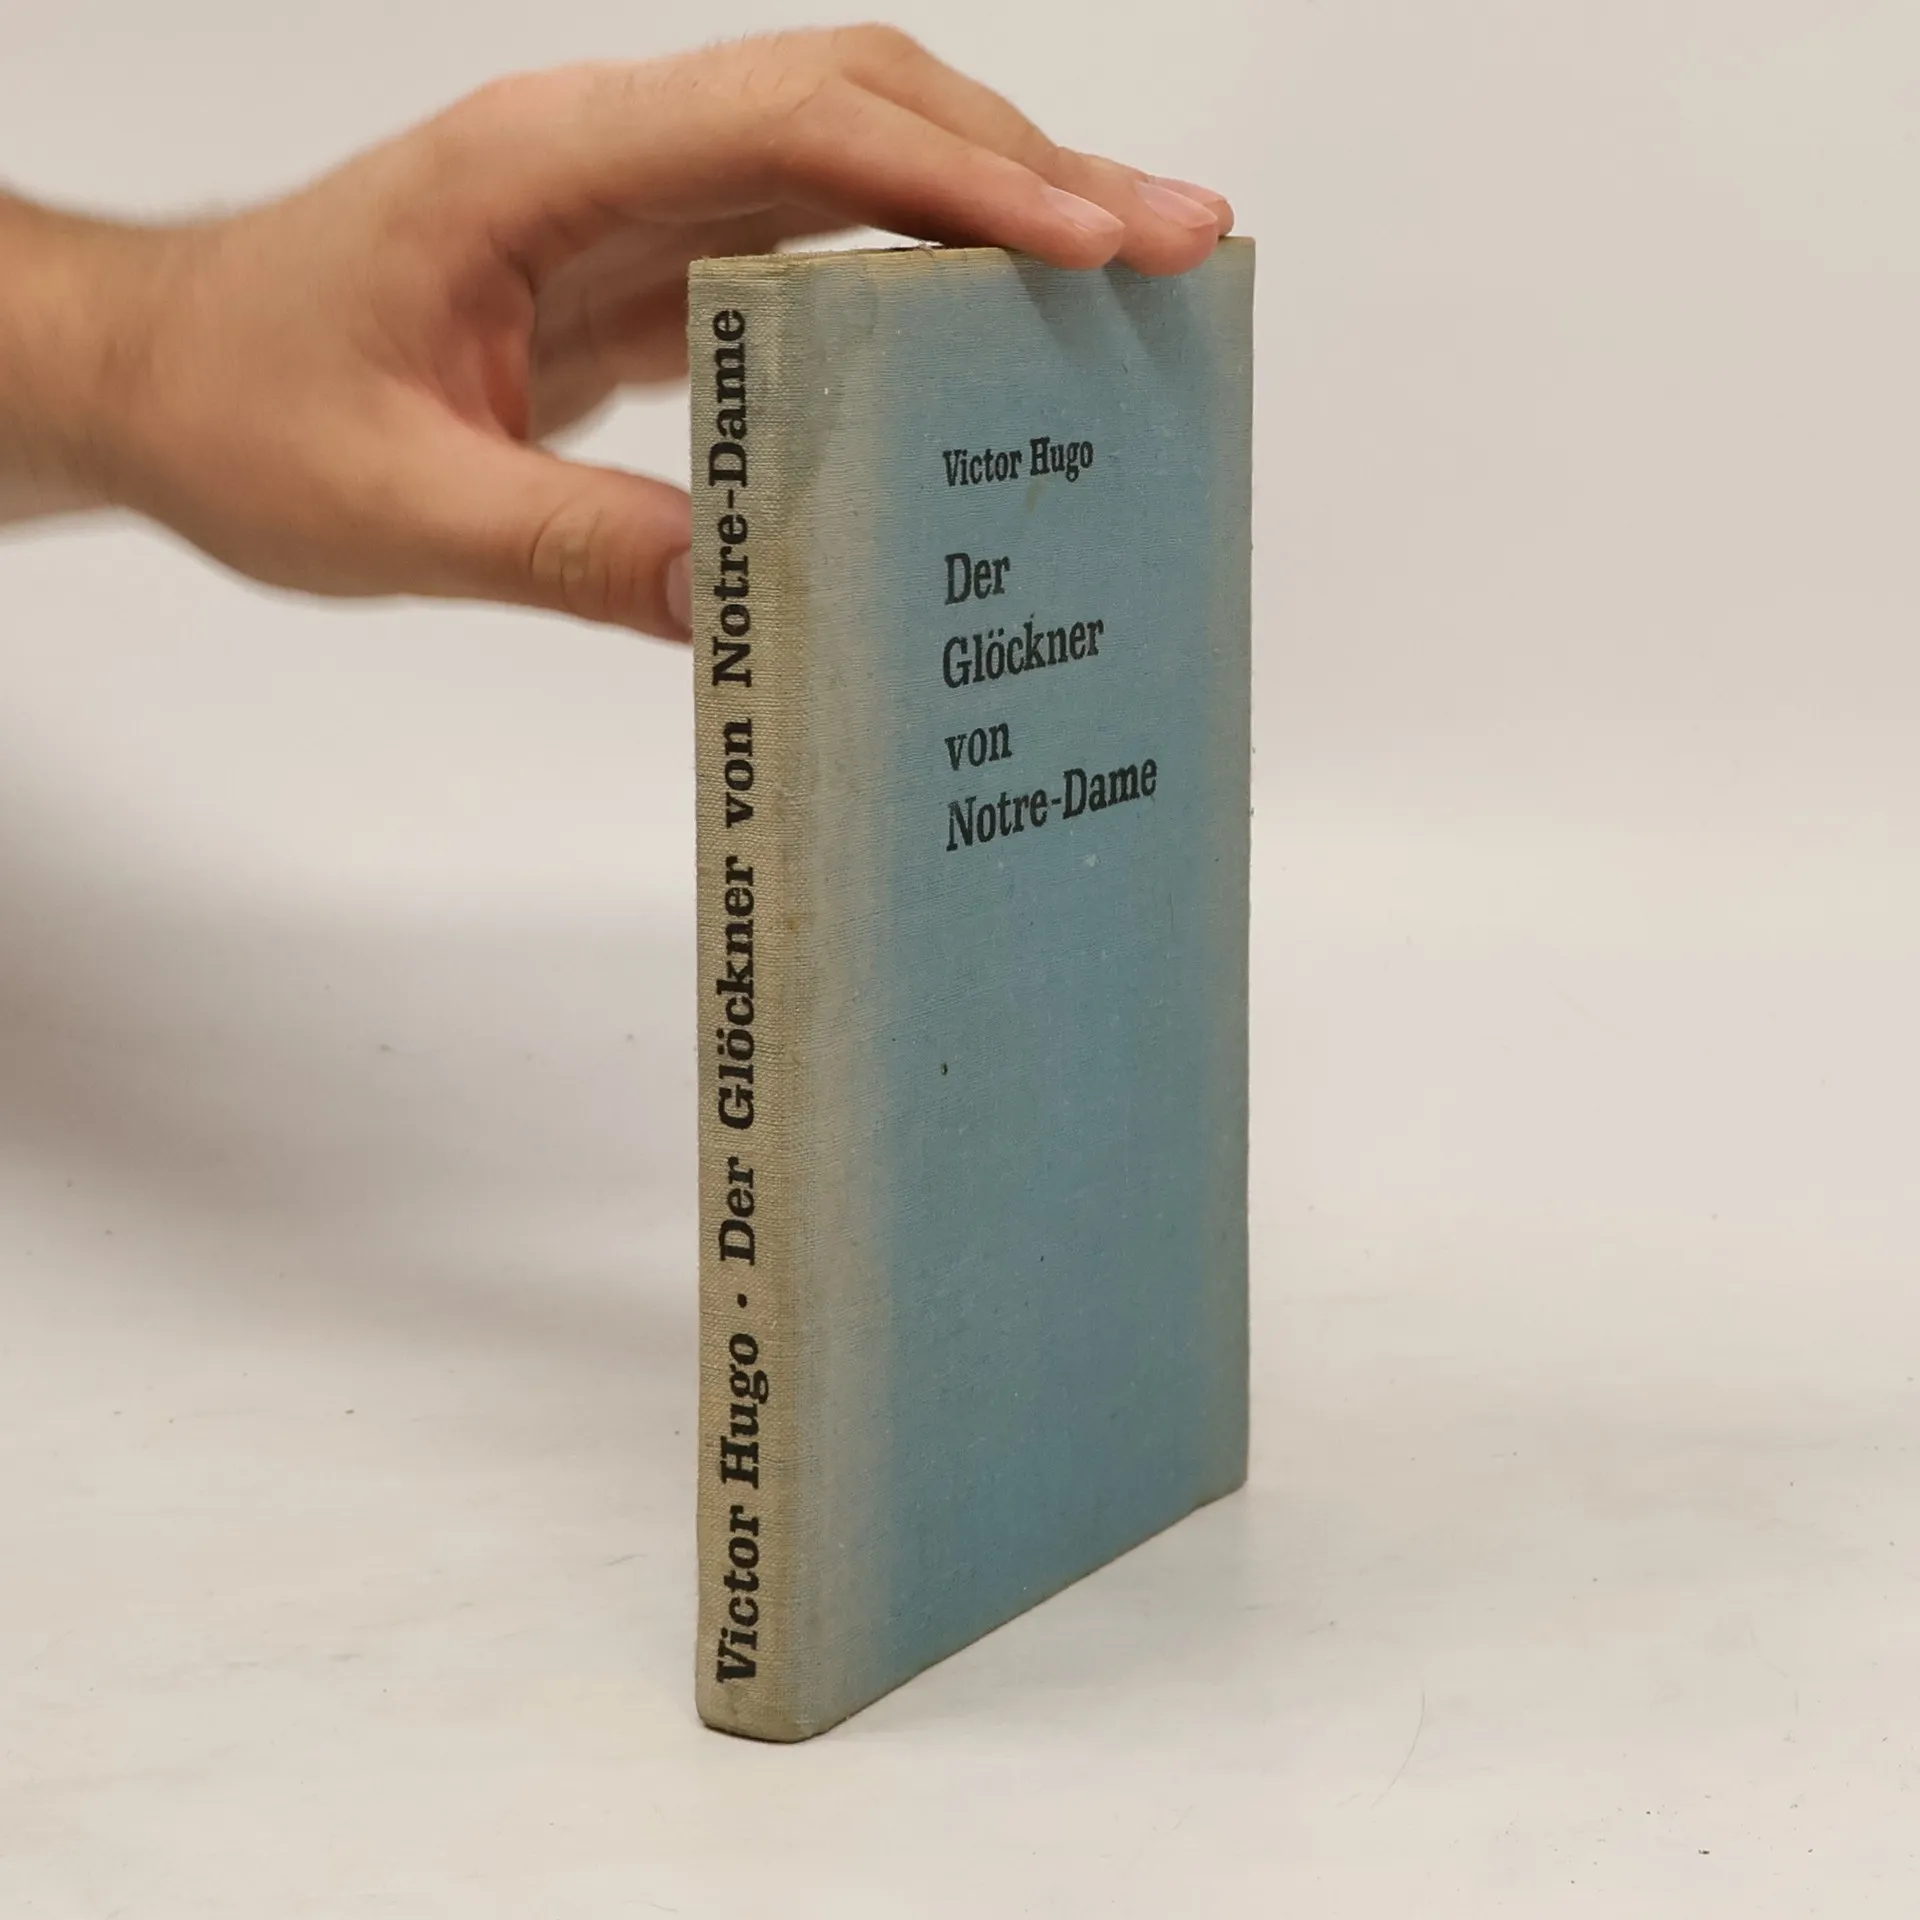 Victor Hugo · Der Glöckner von Notre-Dame
Victor Hugo
Der
Glöckner
von
Notre-Dame